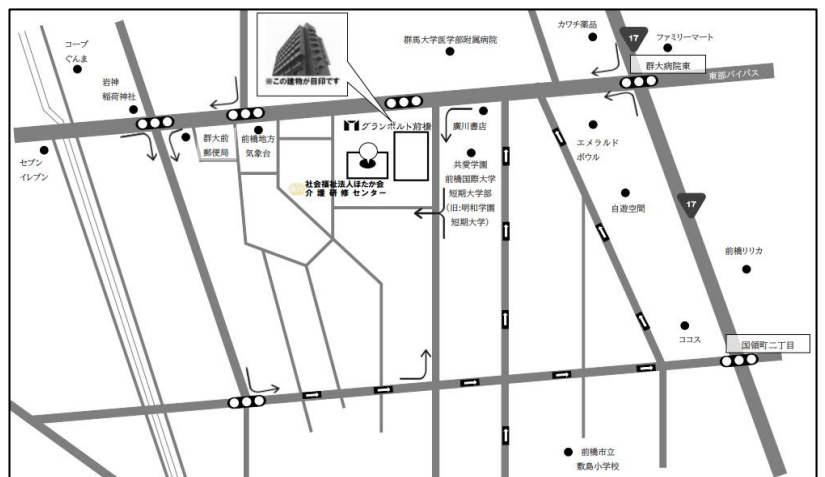 コープ
ぐんま
岩神
稲荷神社
※この建物が目印です
群馬大学医学部附属病院
カワチ薬品
17
ファミリーマート
群大病院東
東部バイパス
セブン
イレブン
群大前
郵便局
前橋地方
気象台
グランポルト前橋
社会福祉法人ほたか会
介護研修センター
廣川書店
共愛学園
前橋国際大学
短期大学部
(旧:明和学園
短期大学)
エメラルド
ボウル
自遊空間
17
前橋リリカ
ココス
国領町二丁目
前橋市立
敷島小学校